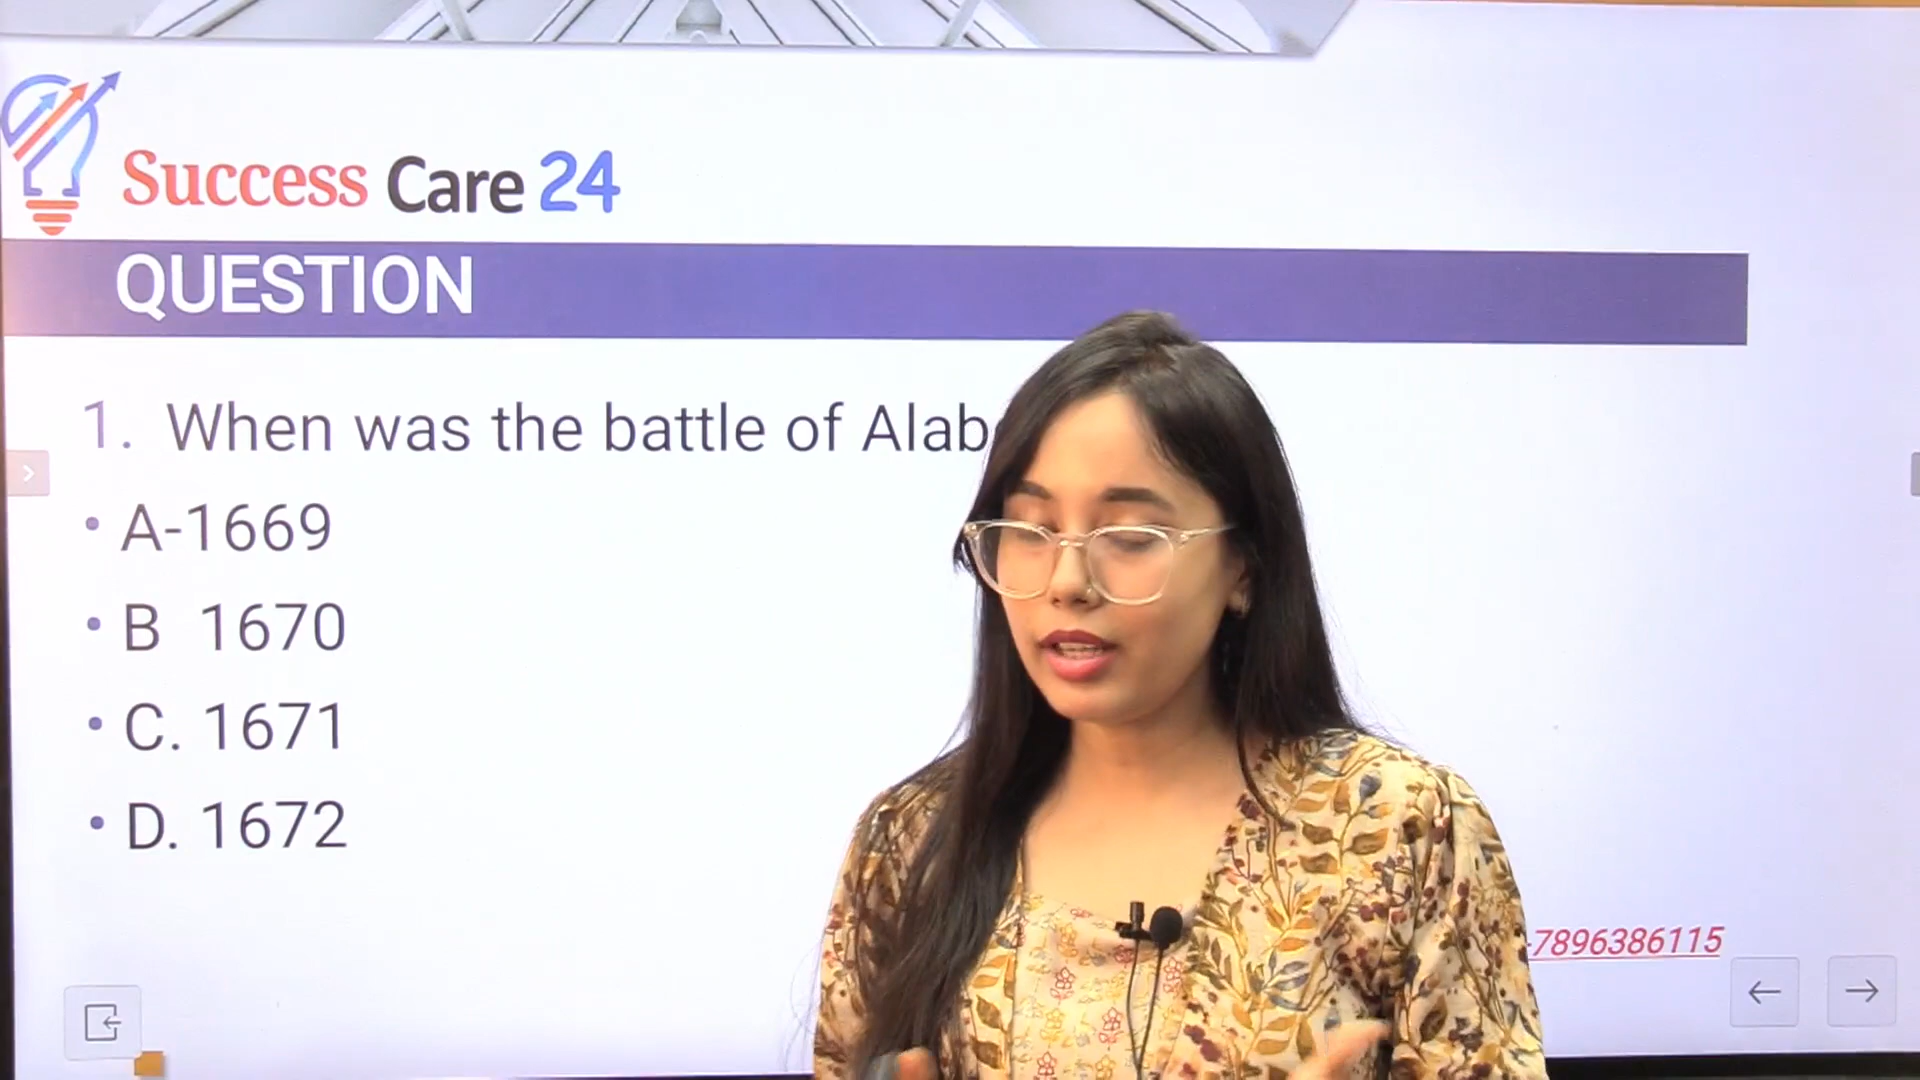 Success Care 24
QUESTION
1. When was the battle of Alab
• A-1669
• B 1670
• C. 1671
• D. 1672
-7896386115